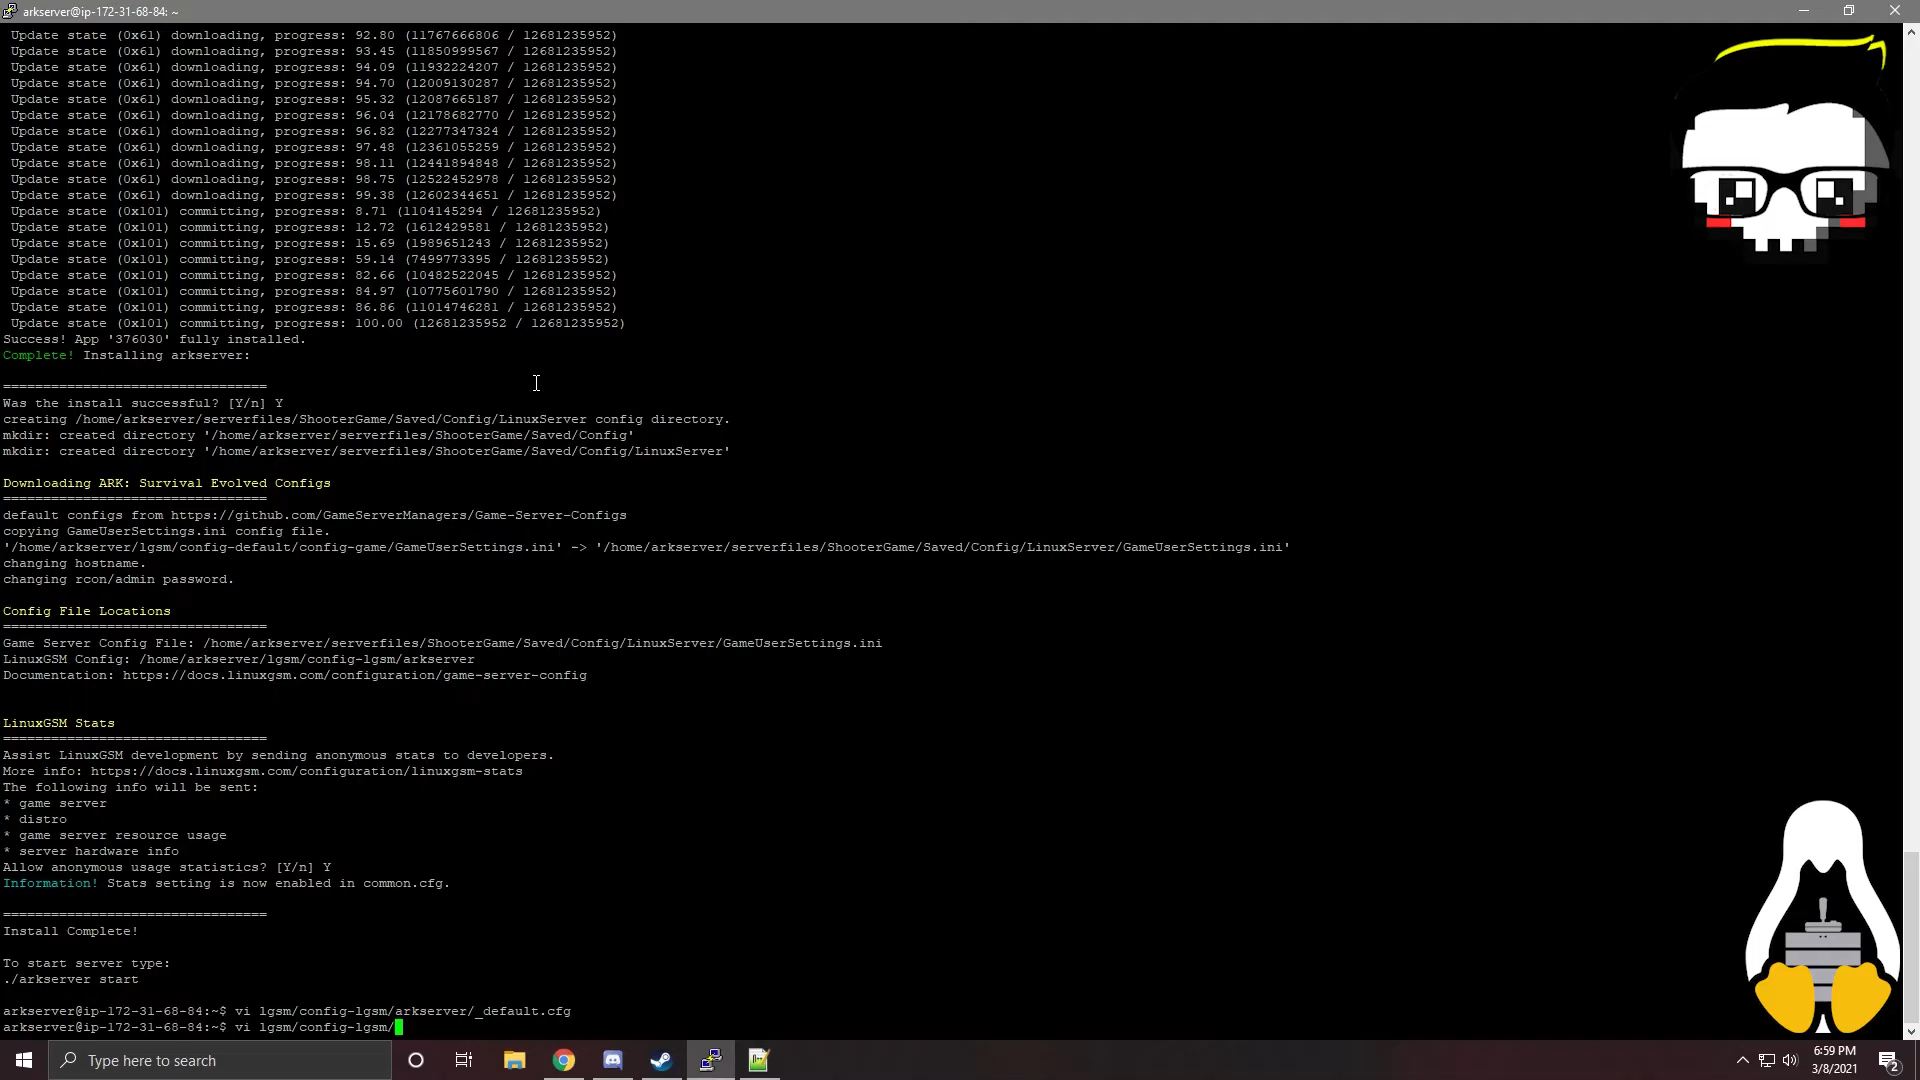 arkserver@ip-172-31-68-84: ~
Update state (0x61) downloading, progress: 92.80 (11767666806 / 12681235952)
Update state (0x61) downloading, progress: 93.45 (11850999567 / 12681235952)
Update state (0x61) downloading, progress: 94.09 (11932224207 / 12681235952)
Update state (0x61) downloading, progress: 94.70 (12009130287 / 12681235952)
Update state (0x61) downloading, progress: 95.32 (12087665187 / 12681235952)
Update state (0x61) downloading, progress: 96.04 (12178682770 / 12681235952)
Update state (0x61) downloading, progress: 96.82 (12277347324 / 12681235952)
Update state (0x61) downloading, progress: 97.48 (12361055259 / 12681235952)
Update state (0x61) downloading, progress: 98.11 (12441894848 / 12681235952)
Update state (0x61) downloading, progress: 98.75 (12522452978 / 12681235952)
Update state (0x61) downloading, progress: 99.38 (12602344651 / 12681235952)
Update state (0x101) committing, progress: 8.71 (1104145294 / 12681235952)
Update state (0x101) committing, progress: 12.72 (1612429581 / 12681235952)
Update state (0x101) committing, progress: 15.69 (1989651243 / 12681235952)
Update state (0x101) committing, progress: 59.14 (7499773395 / 12681235952)
Update state (0x101) committing, progress: 82.66 (10482522045 / 12681235952)
Update state (0x101) committing, progress: 84.97 (10775601790 / 12681235952)
Update state (0x101) committing, progress: 86.86 (11014746281 / 12681235952)
Update state (0x101) committing, progress: 100.00 (12681235952 / 12681235952)
Success! App '376030' fully installed.
Complete! Installing arkserver:
=================================
Was the install successful? [Y/n] Y
creating /home/arkserver/serverfiles/ShooterGame/Saved/Config/LinuxServer config directory.
mkdir: created directory '/home/arkserver/serverfiles/ShooterGame/Saved/Config'
mkdir: created directory '/home/arkserver/serverfiles/ShooterGame/Saved/Config/LinuxServer'
Downloading ARK: Survival Evolved Configs
=================================
default configs from https://github.com/GameServerManagers/Game-Server-Configs
copying GameUserSettings.ini config file.
'/home/arkserver/lgsm/config-default/config-game/GameUserSettings.ini' -> '/home/arkserver/serverfiles/ShooterGame/Saved/Config/LinuxServer/GameUserSettings.ini'
changing hostname.
changing rcon/admin password.
Config File Locations
=================================
Game Server Config File: /home/arkserver/serverfiles/ShooterGame/Saved/Config/LinuxServer/GameUserSettings.ini
LinuxGSM Config: /home/arkserver/lgsm/config-lgsm/arkserver
Documentation: https://docs.linuxgsm.com/configuration/game-server-config
LinuxGSM Stats
=================================
Assist LinuxGSM development by sending anonymous stats to developers.
More info: https://docs.linuxgsm.com/configuration/linuxgsm-stats
The following info will be sent:
* game server
* distro
* game server resource usage
* server hardware info
Allow anonymous usage statistics? [Y/n] Y
Information! Stats setting is now enabled in common.cfg.
=================================
Install Complete!
To start server type:
./arkserver start
arkserver@ip-172-31-68-84:~$ vi lgsm/config-lgsm/arkserver/_default.cfg
arkserver@ip-172-31-68-84:~$ vi lgsm/config-lgsm/
Type here to search
6:59 PM
3/8/2021
2